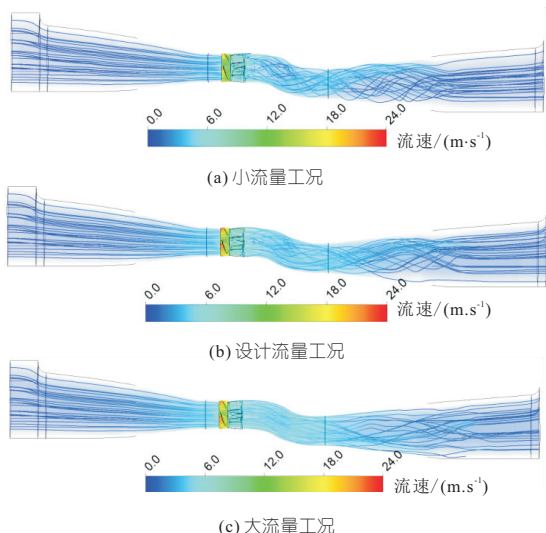 0.0 6.0 12.0 18.0 24.0 流速/(m·s⁻¹)
(a) 小流量工况
0.0 6.0 12.0 18.0 24.0 流速/(m.s⁻¹)
(b) 设计流量工况
0.0 6.0 12.0 18.0 24.0 流速/(m.s⁻¹)
(c) 大流量工况